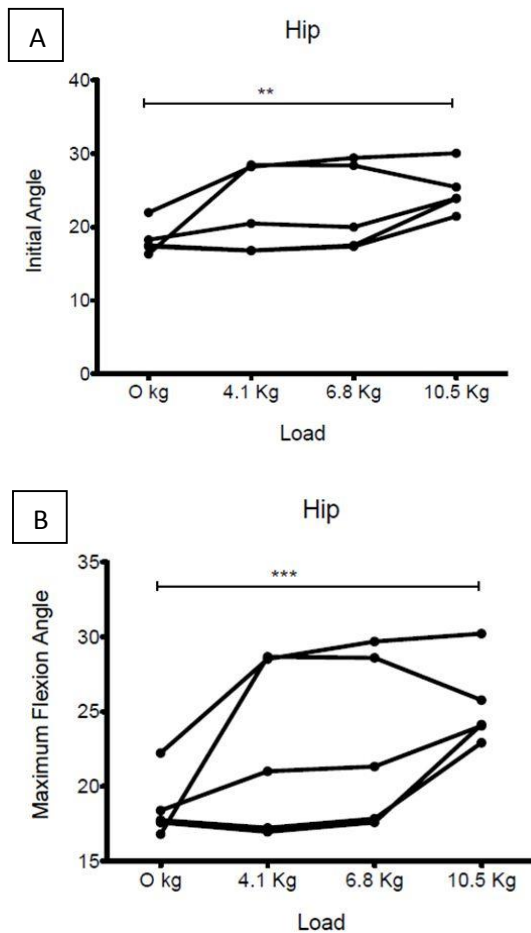 A
Hip
**
40
30
20
10
0
Initial Angle
O kg 4.1 Kg 6.8 Kg 10.5 Kg
Load
B
Hip
***
35
30
25
20
15
Maximum Flexion Angle
O kg 4.1 Kg 6.8 Kg 10.5 Kg
Load